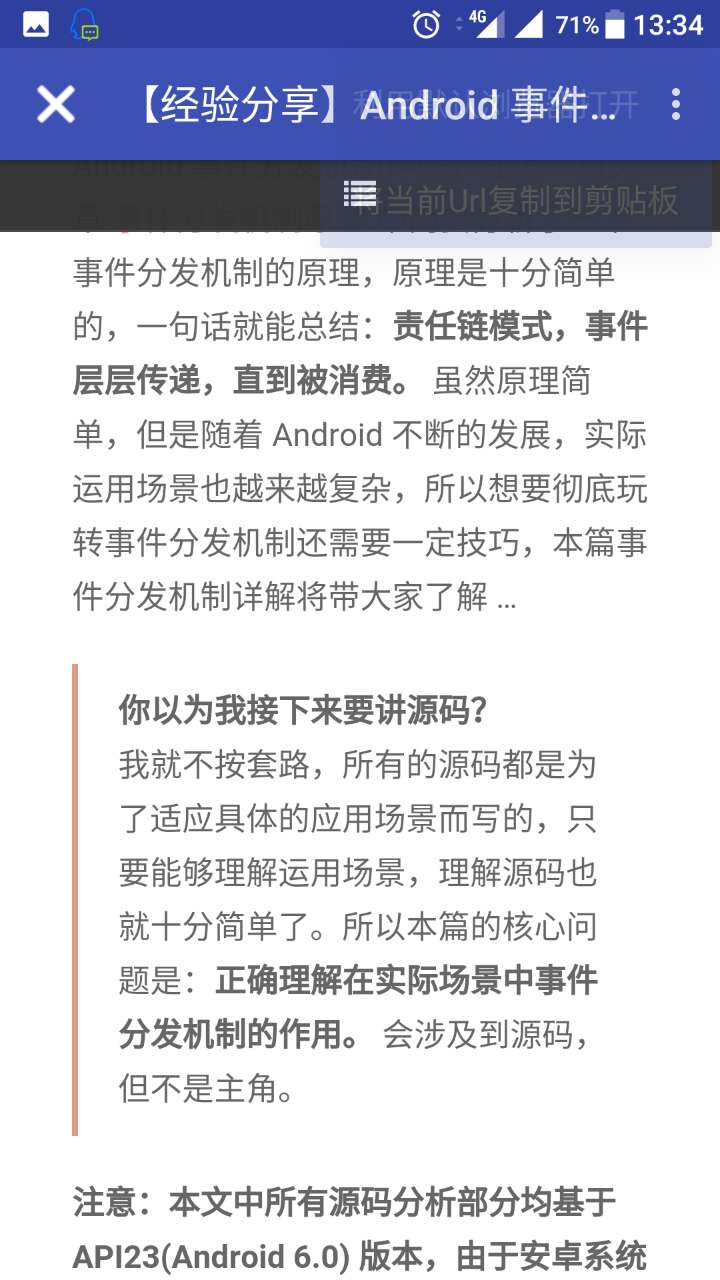 4G 71% 13:34
【经验分享】Android 事件...
利用默认浏览器打开
将当前Url复制到剪贴板
事件分发机制的原理，原理是十分简单
的，一句话就能总结：责任链模式，事件
层层传递，直到被消费。 虽然原理简
单，但是随着 Android 不断的发展，实际
运用场景也越来越复杂，所以想要彻底玩
转事件分发机制还需要一定技巧，本篇事
件分发机制详解将带大家了解 ...
你以为我接下来要讲源码？
我就不按套路，所有的源码都是为
了适应具体的应用场景而写的，只
要能够理解运用场景，理解源码也
就十分简单了。所以本篇的核心问
题是：正确理解在实际场景中事件
分发机制的作用。 会涉及到源码，
但不是主角。
注意：本文中所有源码分析部分均基于
API23(Android 6.0) 版本，由于安卓系统